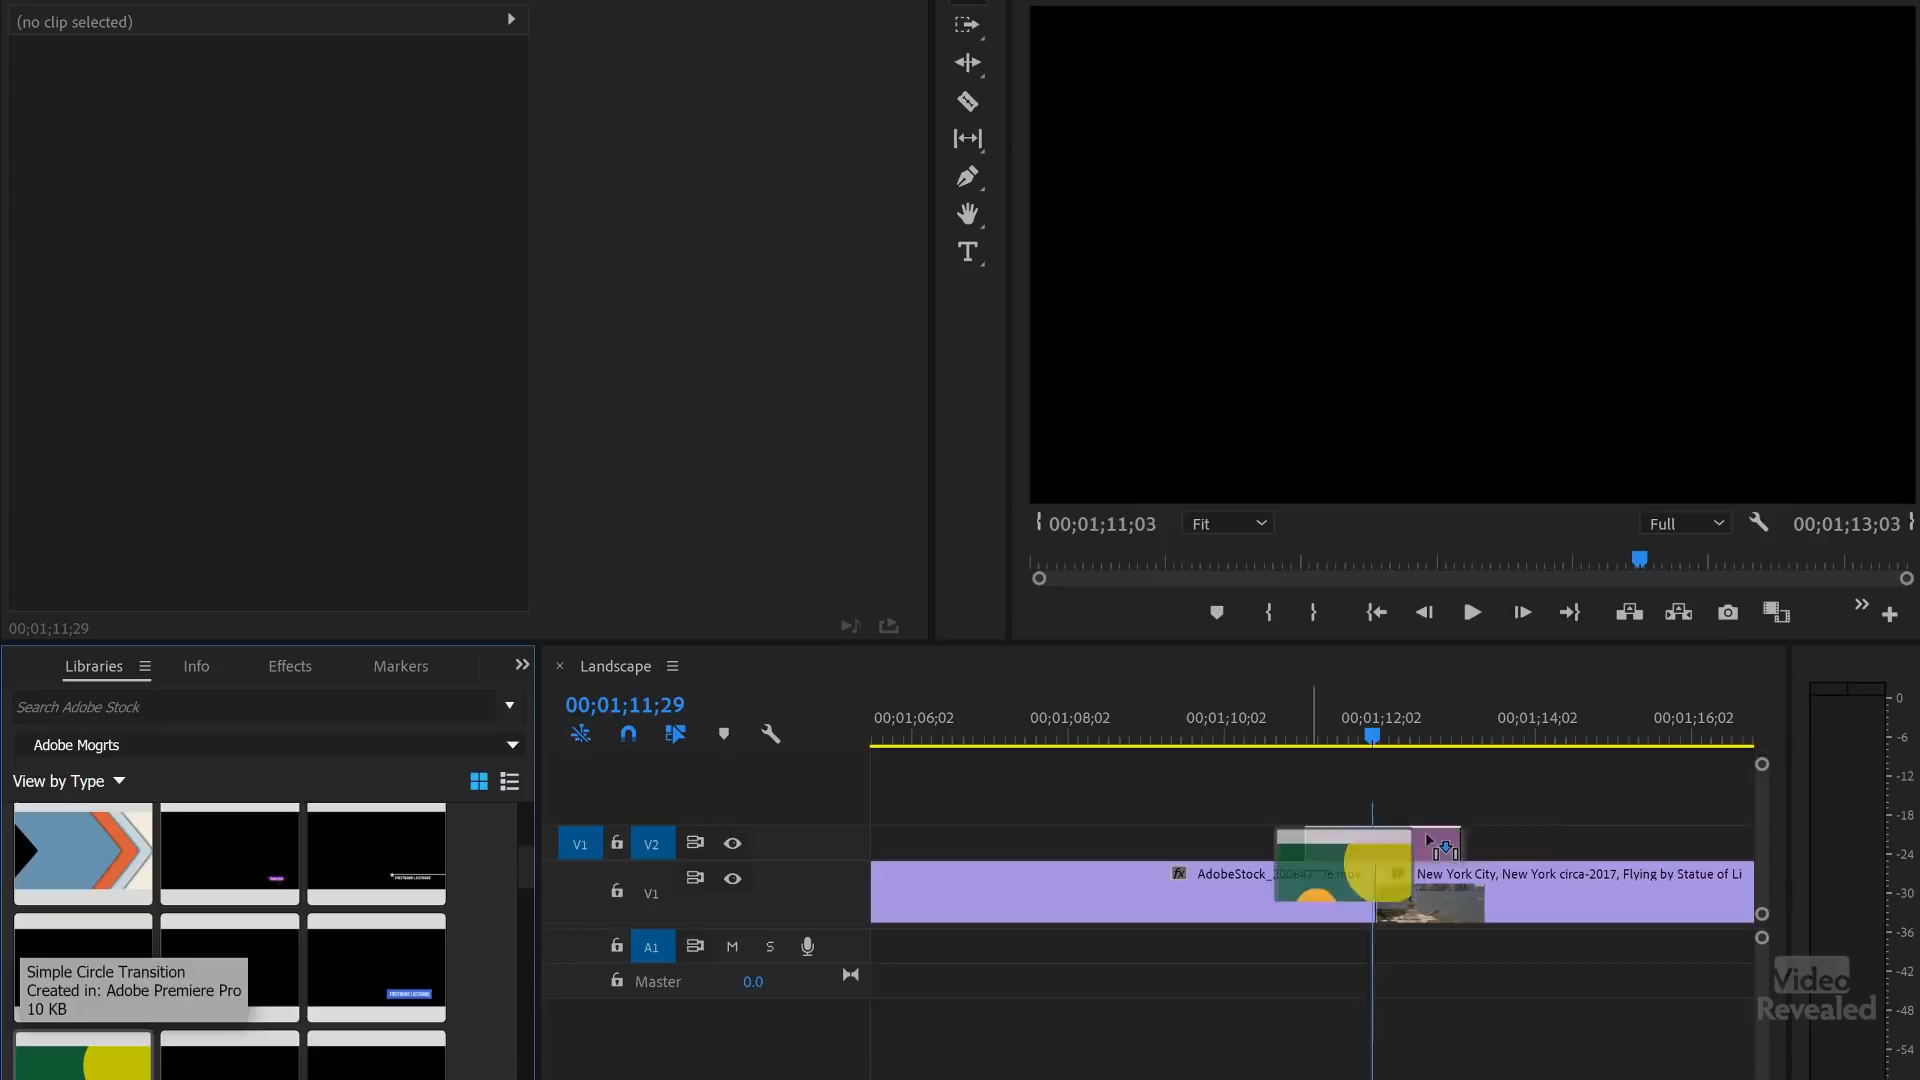 (no clip selected)
00;01;11;03
Fit
Full
00;01;13;03
00;01;11;29
Libraries
Info
Effects
Markers
Search Adobe Stock
Adobe Mogrts
View by Type
Simple Circle Transition
Created in: Adobe Premiere Pro
10 KB
× Landscape
00;01;11;29
00;01;06;02
00;01;08;02
00;01;10;02
00;01;12;02
00;01;14;02
00;01;16;02
V1
V2
fx AdobeStock_
New York City, New York circa-2017, Flying by Statue of Li
V1
A1
M
S
Master
0.0
0
-6
-12
-18
-24
-30
-36
-42
-48
-54
Video
Revealed